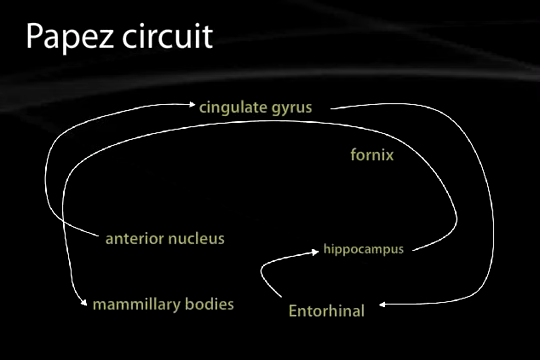 Papez circuit
cingulate gyrus
fornix
anterior nucleus
hippocampus
mammillary bodies
Entorhinal